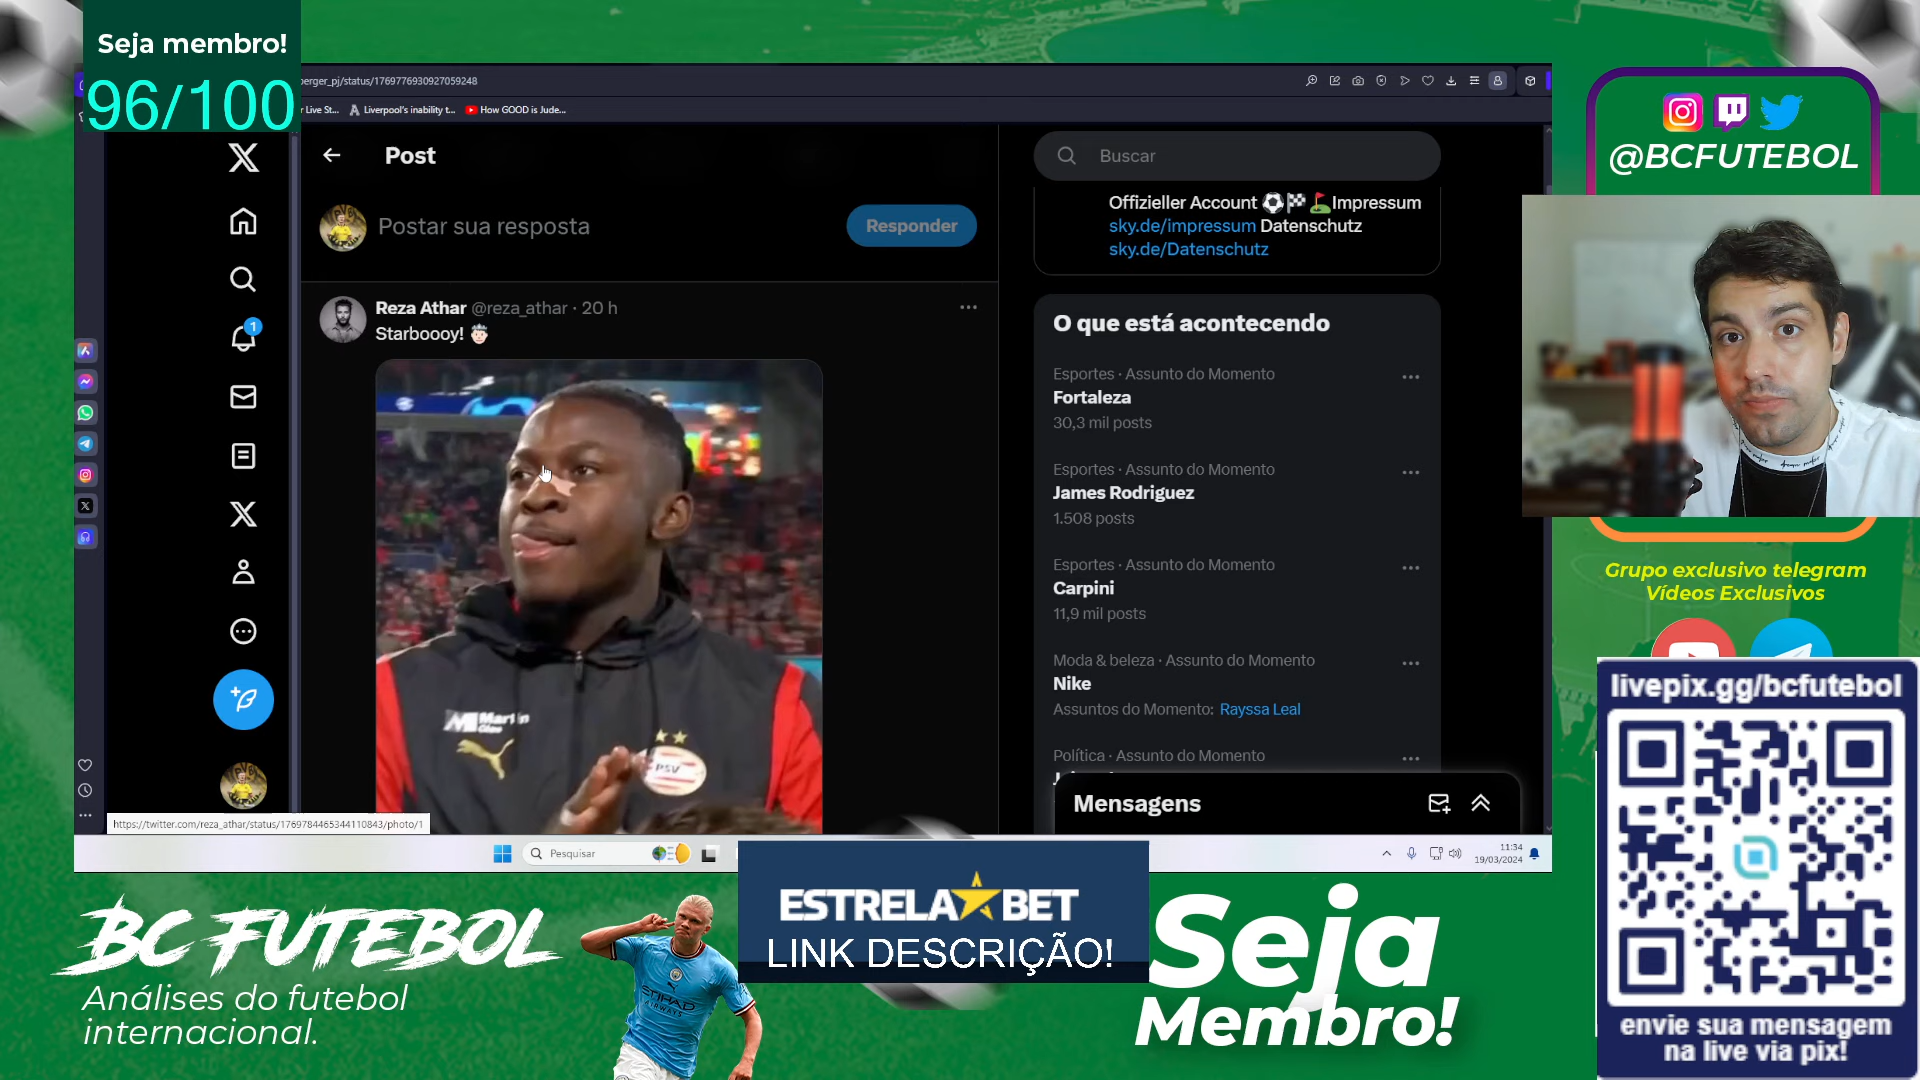 Seja membro!
96/100
berger_pj/status/1769776930927059248
r Live St...
Liverpool's inability t...
How GOOD is Jude...
Post
Buscar
Postar sua resposta
Responder
Offizieller Account Impressum
sky.de/impressum Datenschutz
sky.de/Datenschutz
Reza Athar @reza_athar · 20 h
Starboooy!
1
O que está acontecendo
Esportes · Assunto do Momento
Fortaleza
30,3 mil posts
Esportes · Assunto do Momento
James Rodriguez
1.508 posts
Esportes · Assunto do Momento
Carpini
11,9 mil posts
Moda & beleza · Assunto do Momento
Nike
Assuntos do Momento: Rayssa Leal
Política · Assunto do Momento
Mensagens
PSV
https://twitter.com/reza_athar/status/1769784465344110843/photo/1
Pesquisar
11:34
19/03/2024
@BCFUTEBOL
Grupo exclusivo telegram
Vídeos Exclusivos
livepix.gg/bcfutebol
envie sua mensagem
na live via pix!
BC FUTEBOL
Análises do futebol
internacional.
ETIHAD
AIRWAYS
ESTRELA BET
LINK DESCRIÇÃO!
Seja
Membro!